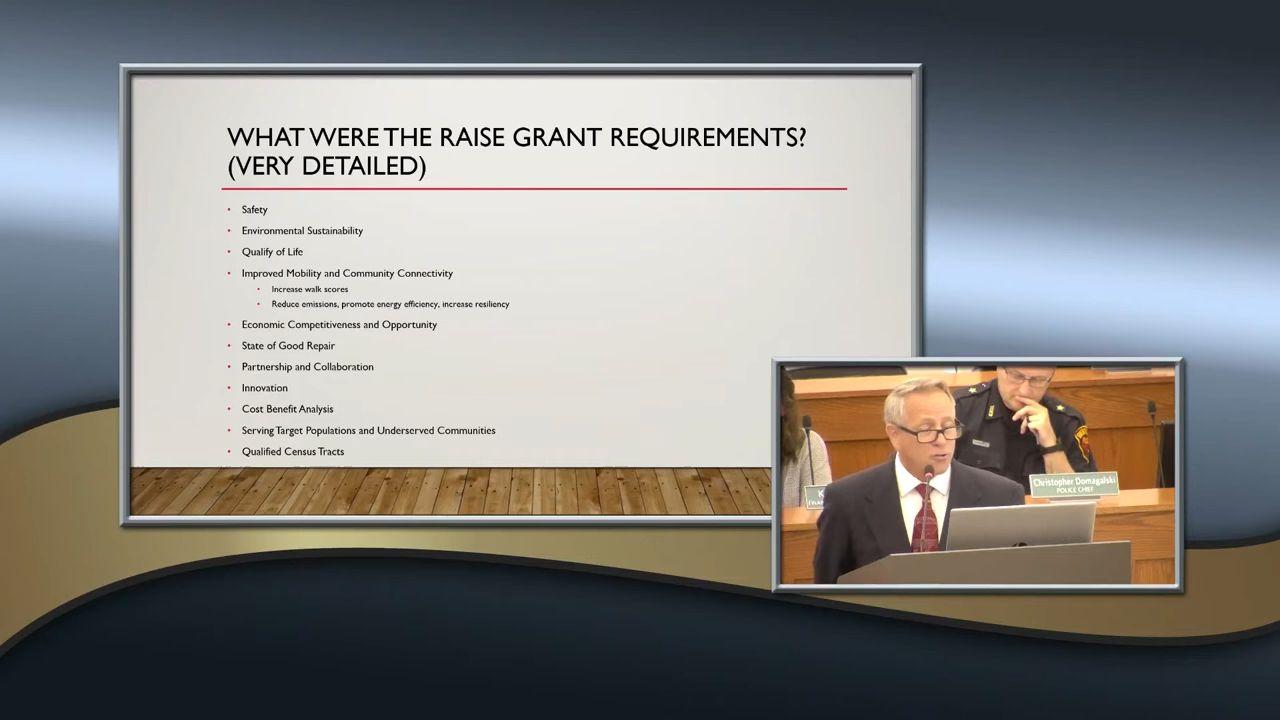 WHAT WERE THE RAISE GRANT REQUIREMENTS?
(VERY DETAILED)
Safety
Environmental Sustainability
Qualify of Life
Improved Mobility and Community Connectivity
Increase walk scores
Reduce emissions, promote energy efficiency, increase resiliency
Economic Competitiveness and Opportunity
State of Good Repair
Partnership and Collaboration
Innovation
Cost Benefit Analysis
Serving Target Populations and Underserved Communities
Qualified Census Tracts
Christopher Domagalski
POLICE CHIEF